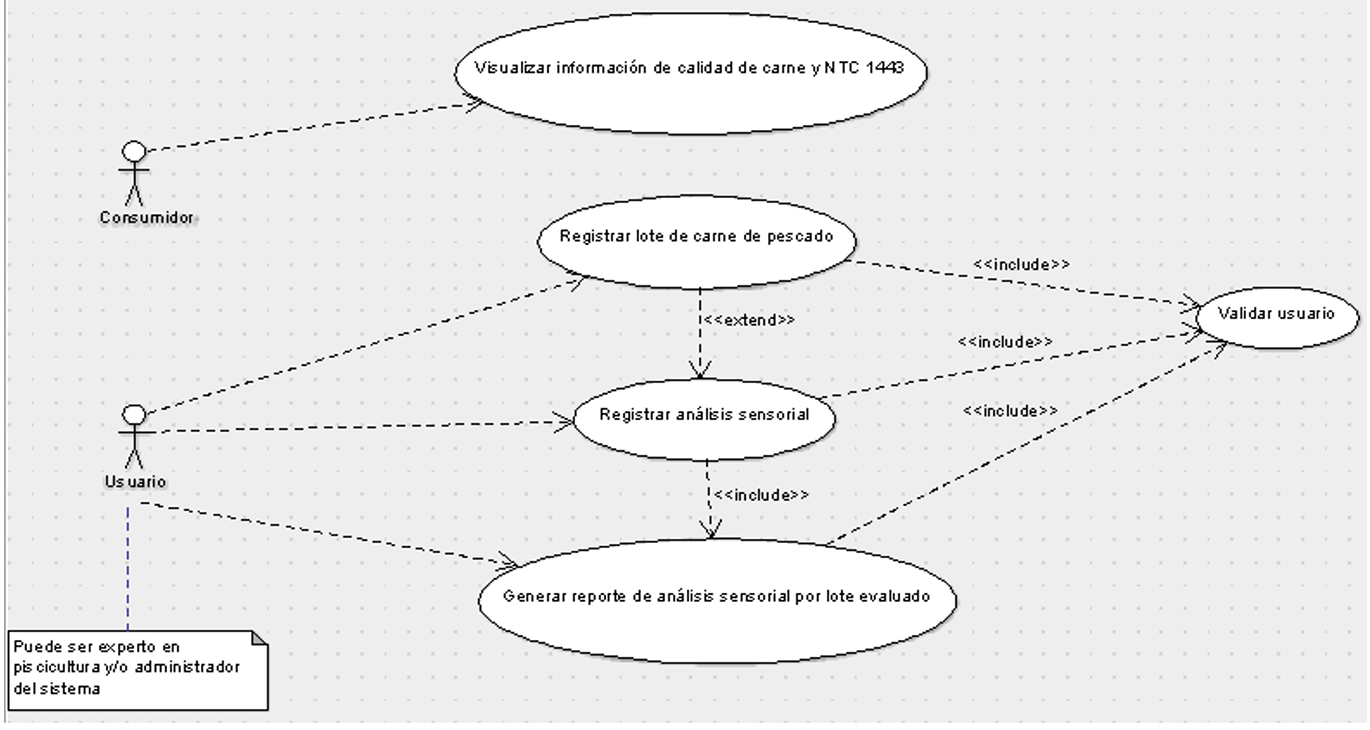 Visualizar información de calidad de carne y NTC 1443
Consumidor
Registrar lote de carne de pescado
<<include>>
Validar usuario
<<extend>>
<<include>>
Registrar análisis sensorial
<<include>>
Usuario
<<include>>
Generar reporte de análisis sensorial por lote evaluado
Puede ser experto en
piscicultura y/o administrador
del sistema